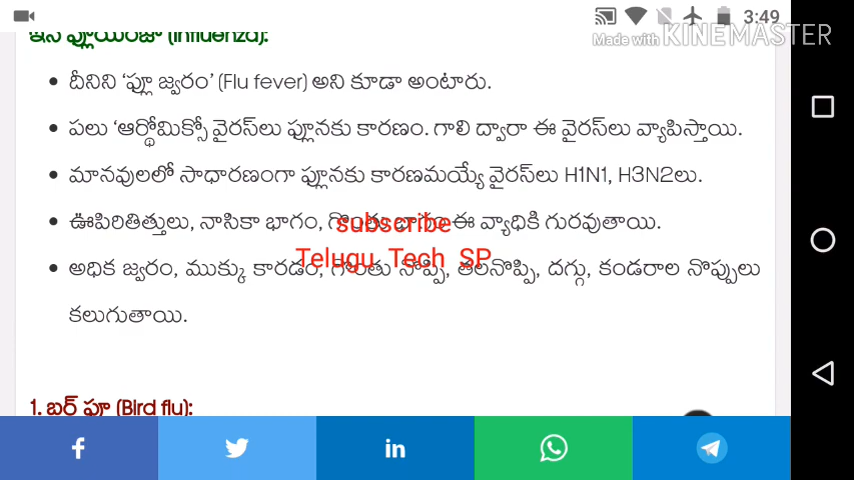 3:49
Made with KINEMASTER
ఇన్ ఫ్లూయెంజా (Influenza):
• దీనిని ‘ఫ్లూ జ్వరం’ (Flu fever) అని కూడా అంటారు.
• పలు ‘ఆర్థోమిక్సో వైరస్‌లు ఫ్లూనకు కారణం. గాలి ద్వారా ఈ వైరస్‌లు వ్యాపిస్తాయి.
• మానవులలో సాధారణంగా ఫ్లూనకు కారణమయ్యే వైరస్‌లు H1N1, H3N2లు.
• ఊపిరితిత్తులు, నాసికా భాగం, గొంతు భాగం ఈ వ్యాధికి గురవుతాయి.
subscribe
Telugu Tech SP
• అధిక జ్వరం, ముక్కు కారడం, గొంతు నొప్పి, తలనొప్పి, దగ్గు, కండరాల నొప్పులు
కలుగుతాయి.
1. బర్డ్ ఫ్లూ (Bird flu):